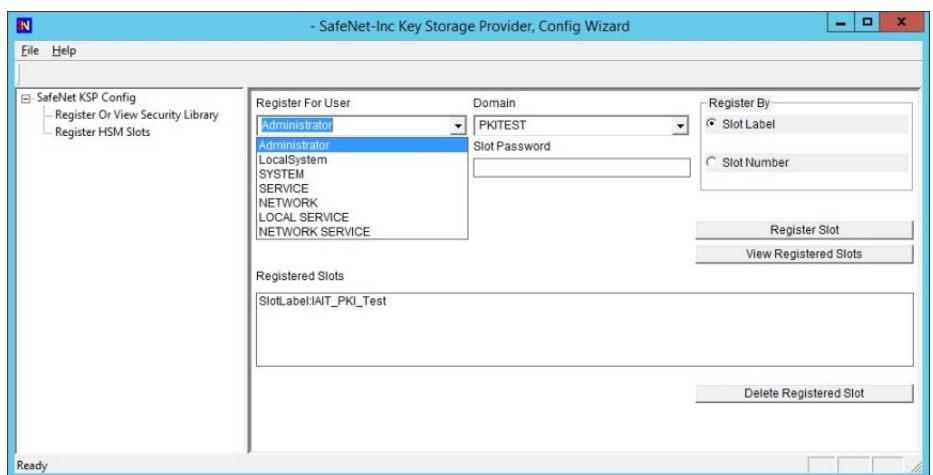 - SafeNet-Inc Key Storage Provider, Config Wizard
File Help
SafeNet KSP Config
Register Or View Security Library
Register HSM Slots
Register For User
Domain
Register By
Administrator
PKITEST
Slot Label
Administrator
LocalSystem
SYSTEM
SERVICE
NETWORK
LOCAL SERVICE
NETWORK SERVICE
Slot Password
Slot Number
Register Slot
View Registered Slots
Registered Slots
SlotLabel:IAIT_PKI_Test
Delete Registered Slot
Ready